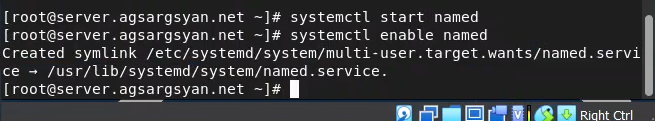 [root@server.agsargsyan.net ~]# systemctl start named
[root@server.agsargsyan.net ~]# systemctl enable named
Created symlink /etc/systemd/system/multi-user.target.wants/named.servi
ce → /usr/lib/systemd/system/named.service.
[root@server.agsargsyan.net ~]#
Right Ctrl